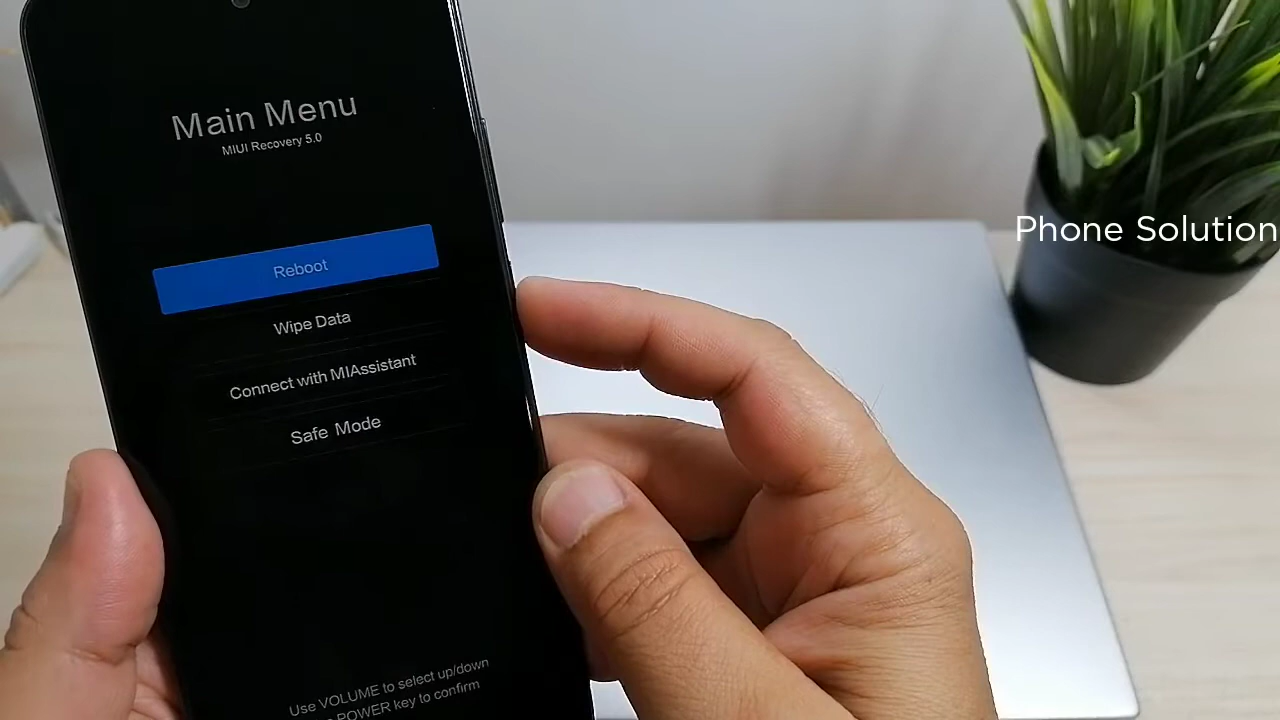 Main Menu
MIUI Recovery 5.0
Reboot
Wipe Data
Connect with MIAssistant
Safe Mode
Use VOLUME to select up/down
POWER key to confirm
Phone Solution